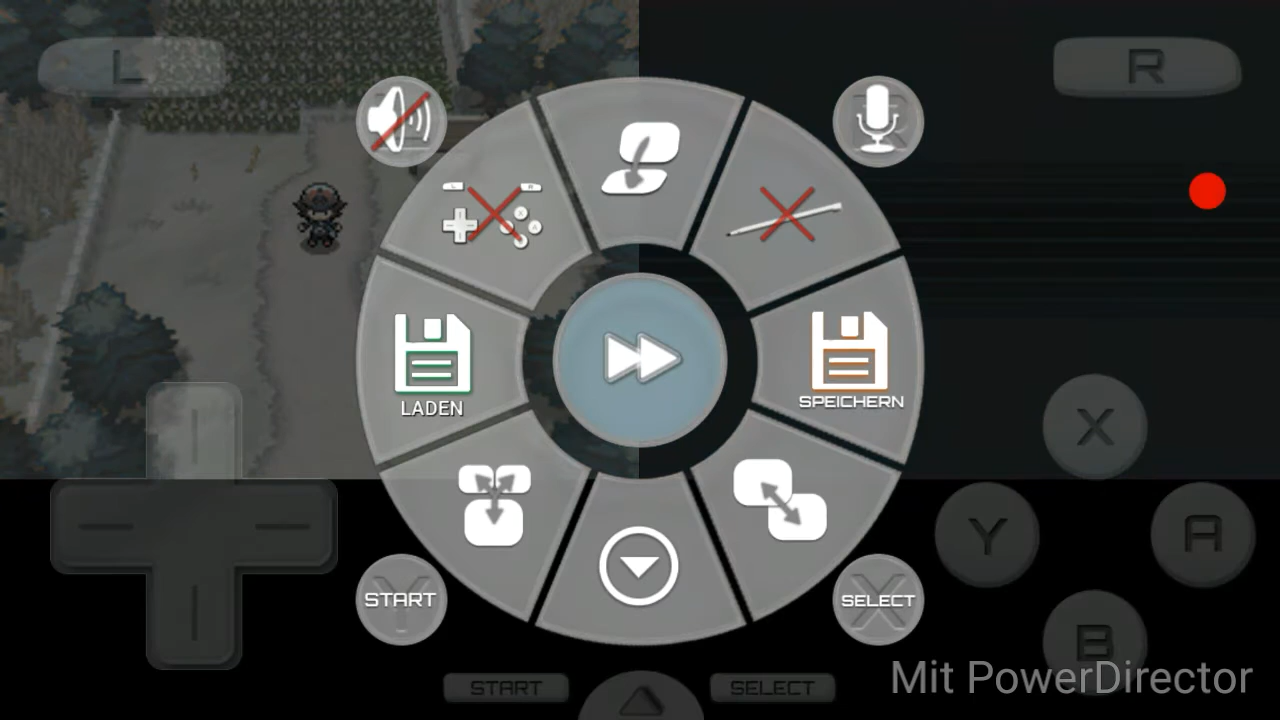 L
R
LADEN
SPEICHERN
X
Y
A
START
SELECT
B
START
SELECT
Mit PowerDirector